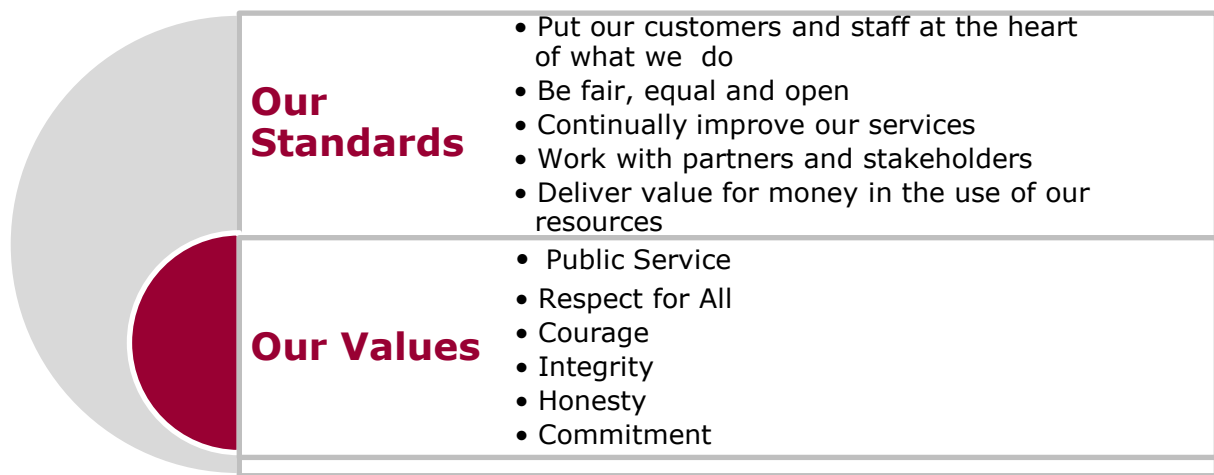 Our
Standards
• Put our customers and staff at the heart
of what we  do
• Be fair, equal and open
• Continually improve our services
• Work with partners and stakeholders
• Deliver value for money in the use of our
resources
Our Values
• Public Service
• Respect for All
• Courage
• Integrity
• Honesty
• Commitment